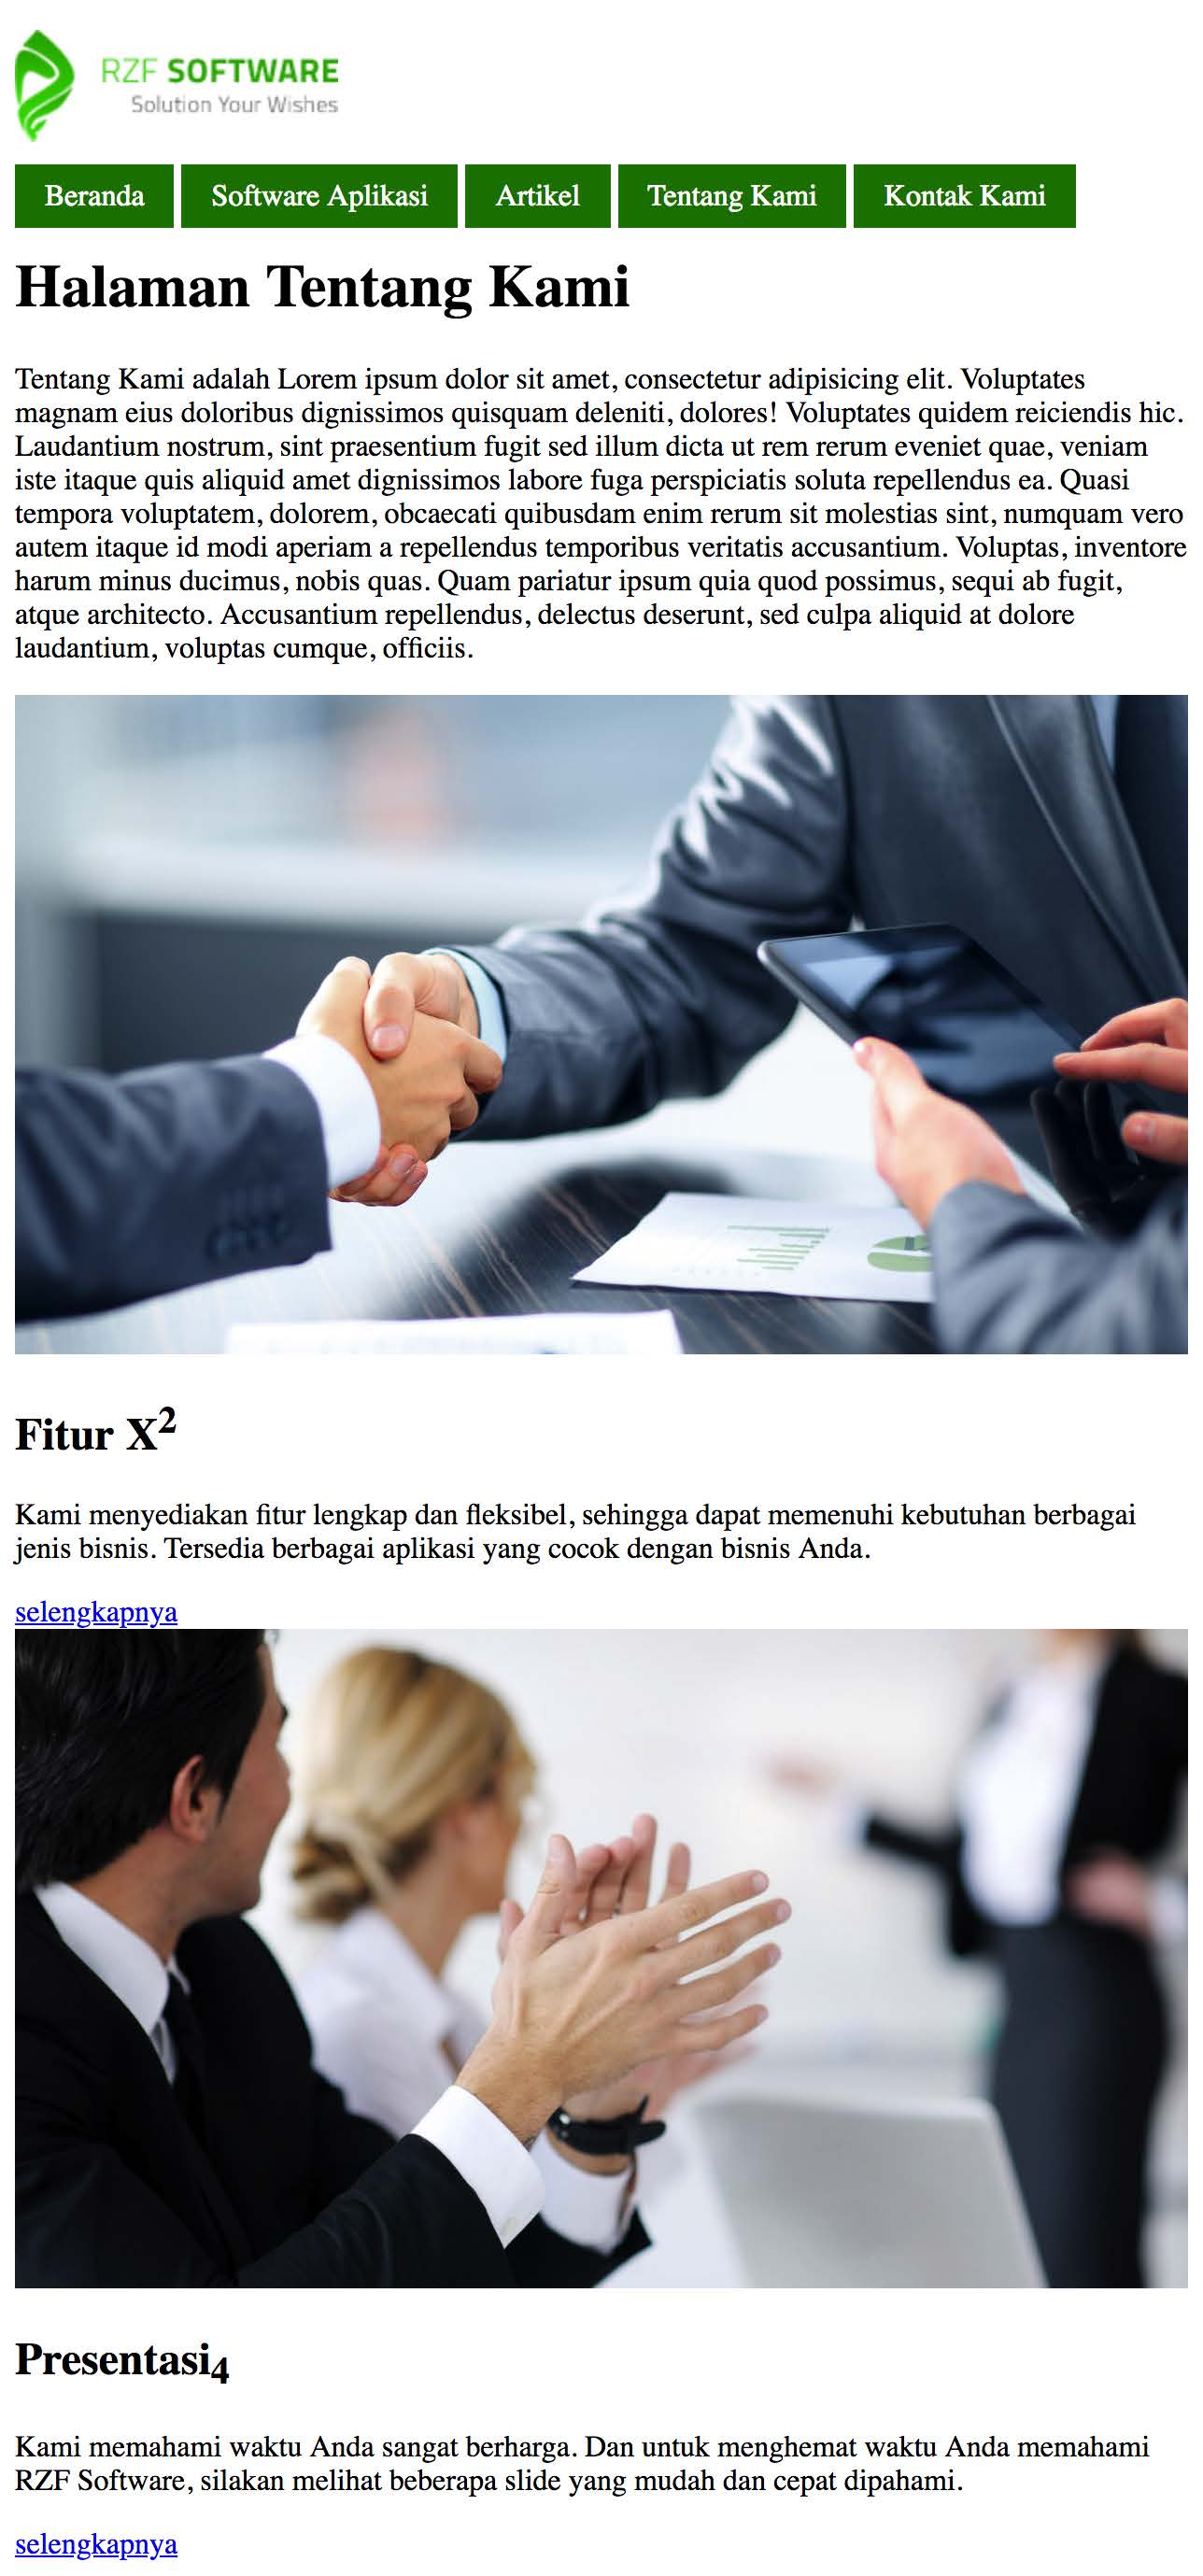 RZF SOFTWARE
Solution Your Wishes
Beranda Software Aplikasi Artikel Tentang Kami Kontak Kami
Halaman Tentang Kami
Tentang Kami adalah Lorem ipsum dolor sit amet, consectetur adipisicing elit. Voluptates
magnam eius doloribus dignissimos quisquam deleniti, dolores! Voluptates quidem reiciendis hic.
Laudantium nostrum, sint praesentium fugit sed illum dicta ut rem rerum eveniet quae, veniam
iste itaque quis aliquid amet dignissimos labore fuga perspiciatis soluta repellendus ea. Quasi
tempora voluptatem, dolorem, obcaecati quibusdam enim rerum sit molestias sint, numquam vero
autem itaque id modi aperiam a repellendus temporibus veritatis accusantium. Voluptas, inventore
harum minus ducimus, nobis quas. Quam pariatur ipsum quia quod possimus, sequi ab fugit,
atque architecto. Accusantium repellendus, delectus deserunt, sed culpa aliquid at dolore
laudantium, voluptas cumque, officiis.
Fitur X²
Kami menyediakan fitur lengkap dan fleksibel, sehingga dapat memenuhi kebutuhan berbagai
jenis bisnis. Tersedia berbagai aplikasi yang cocok dengan bisnis Anda.
selengkapnya
Presentasi₄
Kami memahami waktu Anda sangat berharga. Dan untuk menghemat waktu Anda memahami
RZF Software, silakan melihat beberapa slide yang mudah dan cepat dipahami.
selengkapnya